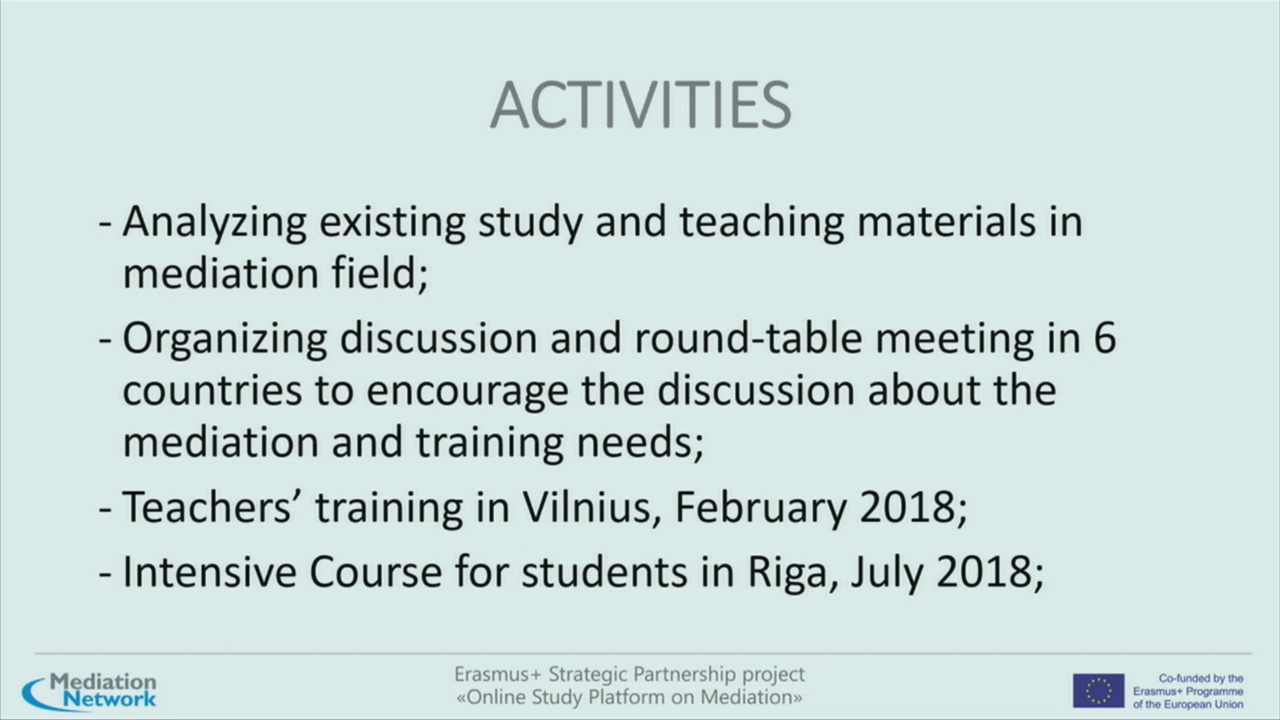 ACTIVITIES
- Analyzing existing study and teaching materials in
mediation field;
- Organizing discussion and round-table meeting in 6
countries to encourage the discussion about the
mediation and training needs;
- Teachers’ training in Vilnius, February 2018;
- Intensive Course for students in Riga, July 2018;
Mediation
Network
Erasmus+ Strategic Partnership project
«Online Study Platform on Mediation»
Co-funded by the
Erasmus+ Programme
of the European Union